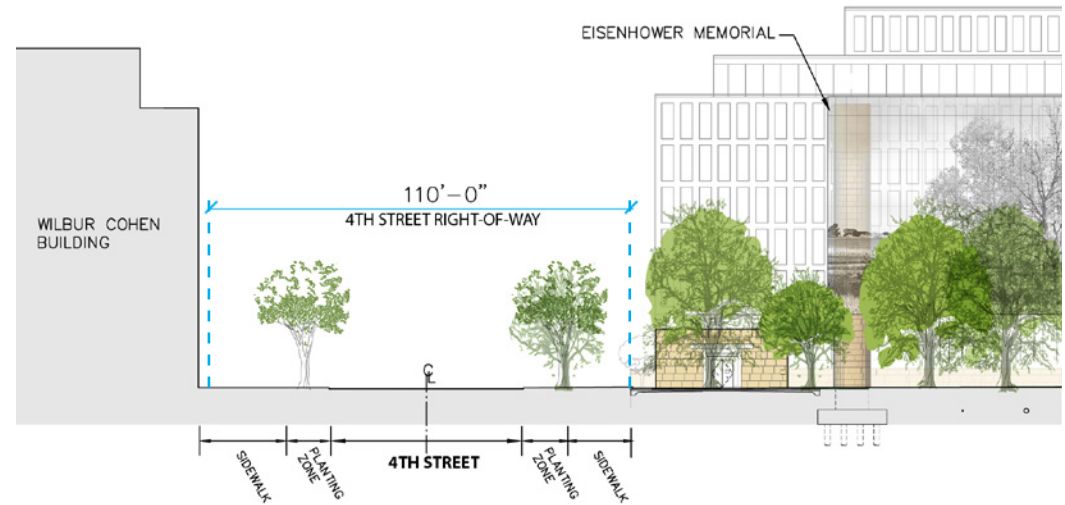 EISENHOWER MEMORIAL
110'-0"
4TH STREET RIGHT-OF-WAY
WILBUR COHEN
BUILDING
CL
SIDEWALK
PLANTING
ZONE
4TH STREET
PLANTING
ZONE
SIDEWALK